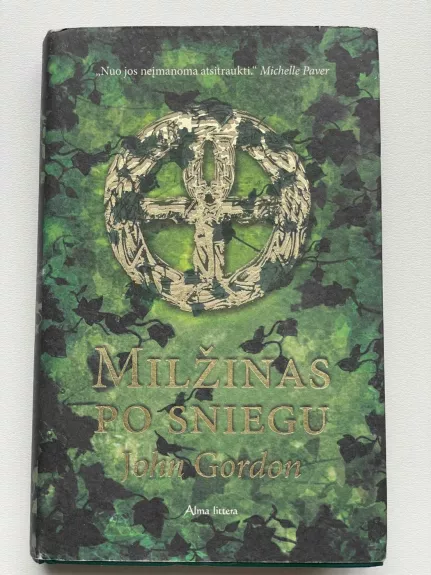 „Nuo jos neįmanoma atsitraukti.“ Michelle Paver
MILŽINAS
PO SNIEGU
John Gordon
Alma littera